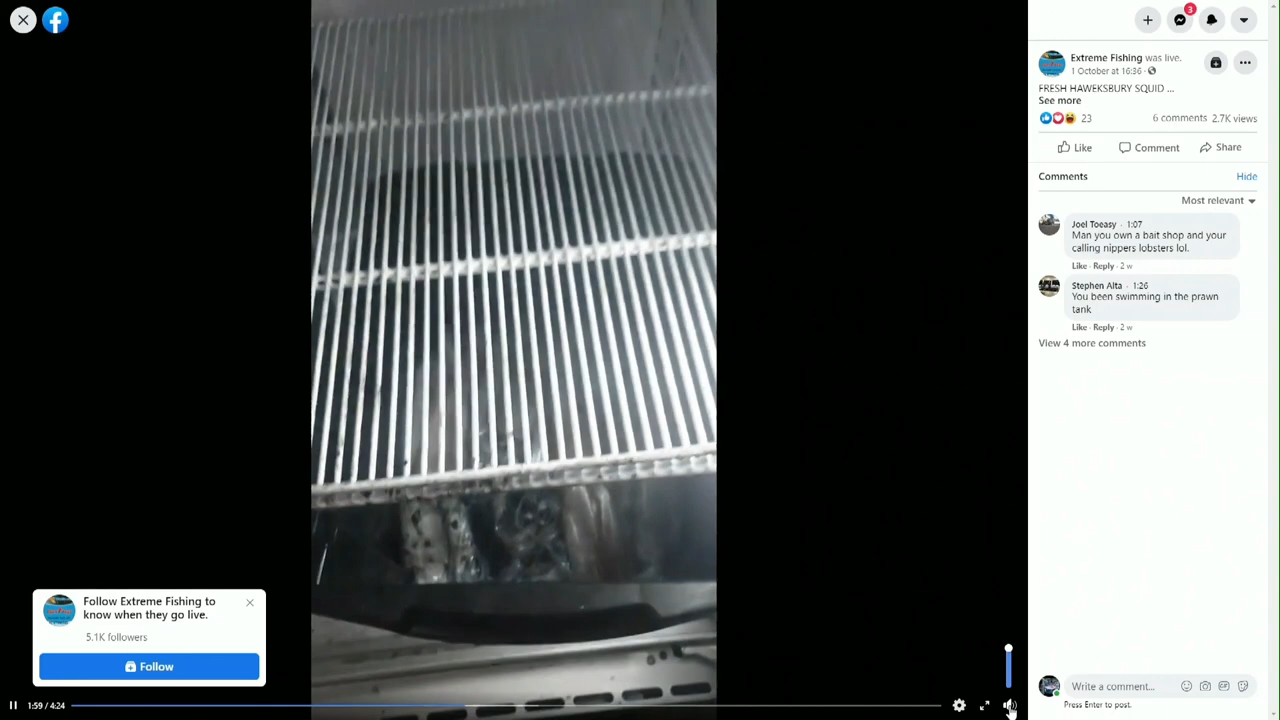 3
Extreme Fishing was live.
1 October at 16:36 ·
FRESH HAWEKSBURY SQUID ...
See more
23
6 comments 2.7K views
Like Comment Share
Comments Hide
Most relevant
Joel Toeasy · 1:07
Man you own a bait shop and your
calling nippers lobsters lol.
Like · Reply · 2 w
Stephen Alta · 1:26
You been swimming in the prawn
tank
Like · Reply · 2 w
View 4 more comments
Follow Extreme Fishing to
know when they go live.
5.1K followers
Follow
1:59 / 4:24
Write a comment...
Press Enter to post.